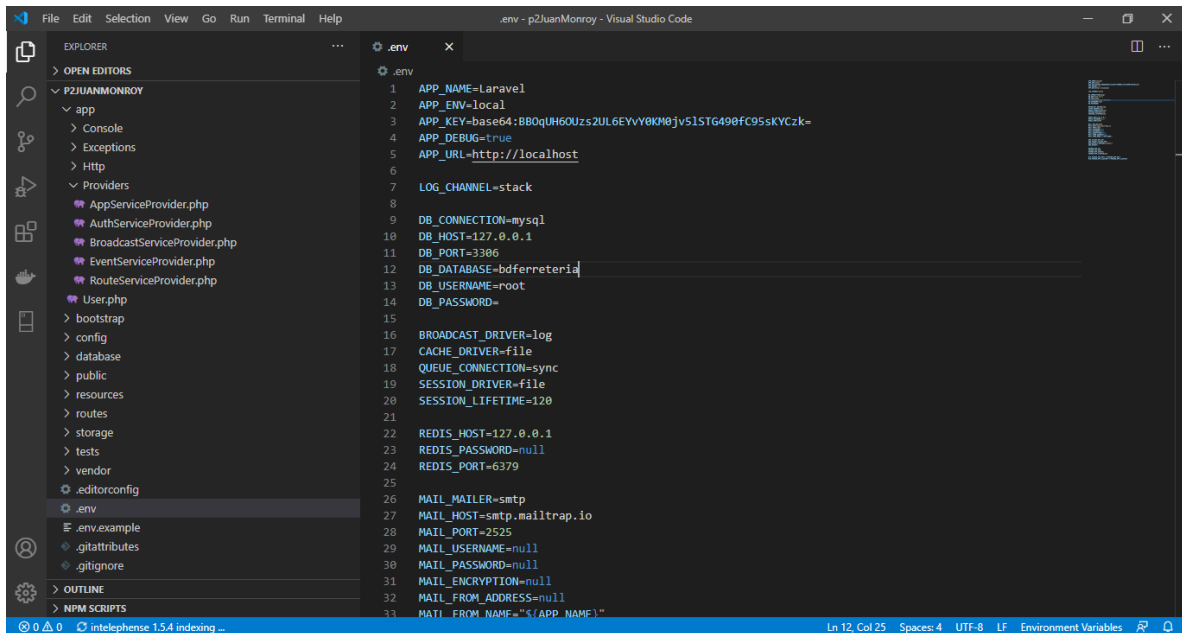 File Edit Selection View Go Run Terminal Help
.env - p2JuanMonroy - Visual Studio Code
EXPLORER
OPEN EDITORS
P2JUANMONROY
app
Console
Exceptions
Http
Providers
AppServiceProvider.php
AuthServiceProvider.php
BroadcastServiceProvider.php
EventServiceProvider.php
RouteServiceProvider.php
User.php
bootstrap
config
database
public
resources
routes
storage
tests
vendor
.editorconfig
.env
.env.example
.gitattributes
.gitignore
OUTLINE
NPM SCRIPTS
.env
.env
1 APP_NAME=Laravel
2 APP_ENV=local
3 APP_KEY=base64:BBOqUH6OUzs2UL6EYvY0KM0jv5lSTG490fC95sKYCzk=
4 APP_DEBUG=true
5 APP_URL=http://localhost
6
7 LOG_CHANNEL=stack
8
9 DB_CONNECTION=mysql
10 DB_HOST=127.0.0.1
11 DB_PORT=3306
12 DB_DATABASE=bdferreteria
13 DB_USERNAME=root
14 DB_PASSWORD=
15
16 BROADCAST_DRIVER=log
17 CACHE_DRIVER=file
18 QUEUE_CONNECTION=sync
19 SESSION_DRIVER=file
20 SESSION_LIFETIME=120
21
22 REDIS_HOST=127.0.0.1
23 REDIS_PASSWORD=null
24 REDIS_PORT=6379
25
26 MAIL_MAILER=smtp
27 MAIL_HOST=smtp.mailtrap.io
28 MAIL_PORT=2525
29 MAIL_USERNAME=null
30 MAIL_PASSWORD=null
31 MAIL_ENCRYPTION=null
32 MAIL_FROM_ADDRESS=null
33 MAIL_FROM_NAME="${APP_NAME}"
0 0 intelephense 1.5.4 indexing ...
Ln 12, Col 25 Spaces: 4 UTF-8 LF Environment Variables